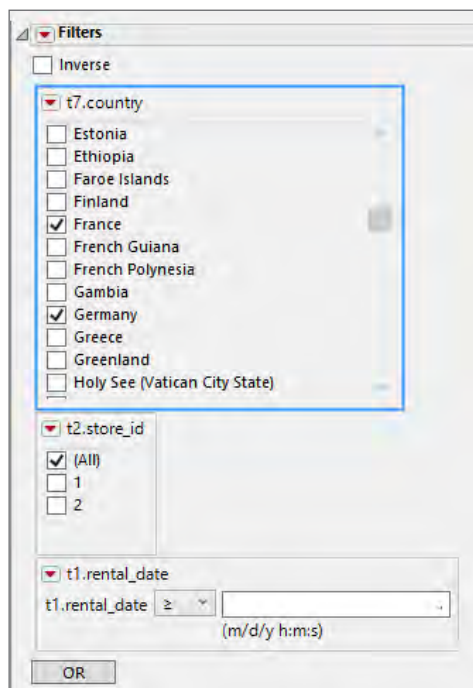 Filters
Inverse
t7.country
Estonia
Ethiopia
Faroe Islands
Finland
France
French Guiana
French Polynesia
Gambia
Germany
Greece
Greenland
Holy See (Vatican City State)
t2.store_id
(All)
1
2
t1.rental_date
t1.rental_date ≥
(m/d/y h:m:s)
OR